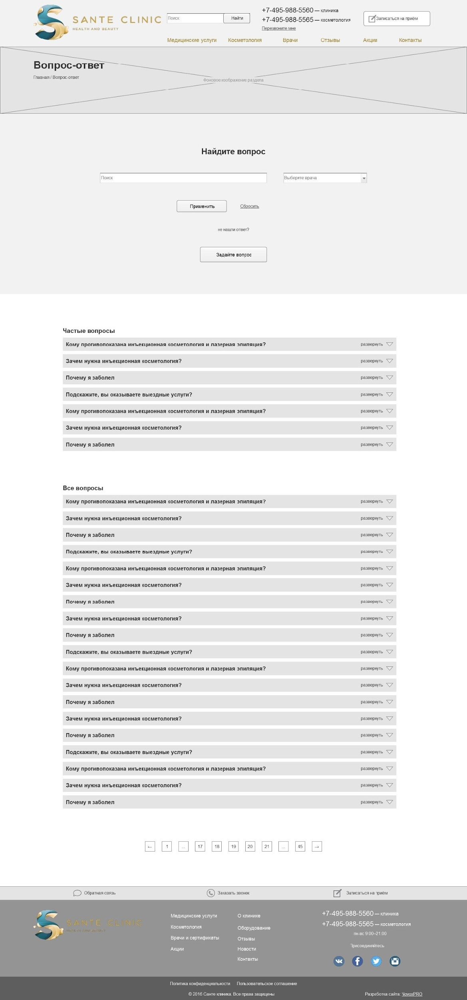 SANTE CLINIC
HEALTH AND BEAUTY
Поиск
Найти
+7-495-988-5560 — клиника
+7-495-988-5565 — косметология
Перезвоните мне
Записаться на приём
Медицинские услуги
Косметология
Врачи
Отзывы
Акции
Контакты
Вопрос-ответ
Главная / Вопрос-ответ
Фоновое изображение раздела
Найдите вопрос
Поиск
Выберите врача
Применить
Сбросить
не нашли ответ?
Задайте вопрос
Частые вопросы
Кому противопоказана инъекционная косметология и лазерная эпиляция? развернуть
Зачем нужна инъекционная косметология? развернуть
Почему я заболел развернуть
Подскажите, вы оказываете выездные услуги? развернуть
Кому противопоказана инъекционная косметология и лазерная эпиляция? развернуть
Зачем нужна инъекционная косметология? развернуть
Почему я заболел развернуть
Все вопросы
Кому противопоказана инъекционная косметология и лазерная эпиляция? развернуть
Зачем нужна инъекционная косметология? развернуть
Почему я заболел развернуть
Подскажите, вы оказываете выездные услуги? развернуть
Кому противопоказана инъекционная косметология и лазерная эпиляция? развернуть
Зачем нужна инъекционная косметология? развернуть
Почему я заболел развернуть
Зачем нужна инъекционная косметология? развернуть
Почему я заболел развернуть
Подскажите, вы оказываете выездные услуги? развернуть
Кому противопоказана инъекционная косметология и лазерная эпиляция? развернуть
Зачем нужна инъекционная косметология? развернуть
Почему я заболел развернуть
Зачем нужна инъекционная косметология? развернуть
Почему я заболел развернуть
Подскажите, вы оказываете выездные услуги? развернуть
Кому противопоказана инъекционная косметология и лазерная эпиляция? развернуть
Зачем нужна инъекционная косметология? развернуть
Почему я заболел развернуть
← 1 ... 17 18 19 20 21 ... 45 →
Обратная связь
Заказать звонок
Записаться на приём
SANTE CLINIC
Медицинские услуги
Косметология
Врачи и сертификаты
Акции
О клинике
Оборудование
Отзывы
Новости
Контакты
+7-495-988-5560 — клиника
+7-495-988-5565 — косметология
пн-вс 9:00–21:00
Присоединяйтесь
Политика конфиденциальности
Пользовательское соглашение
© 2016 Санте клиника. Все права защищены
Разработка сайта: NovoxPRO